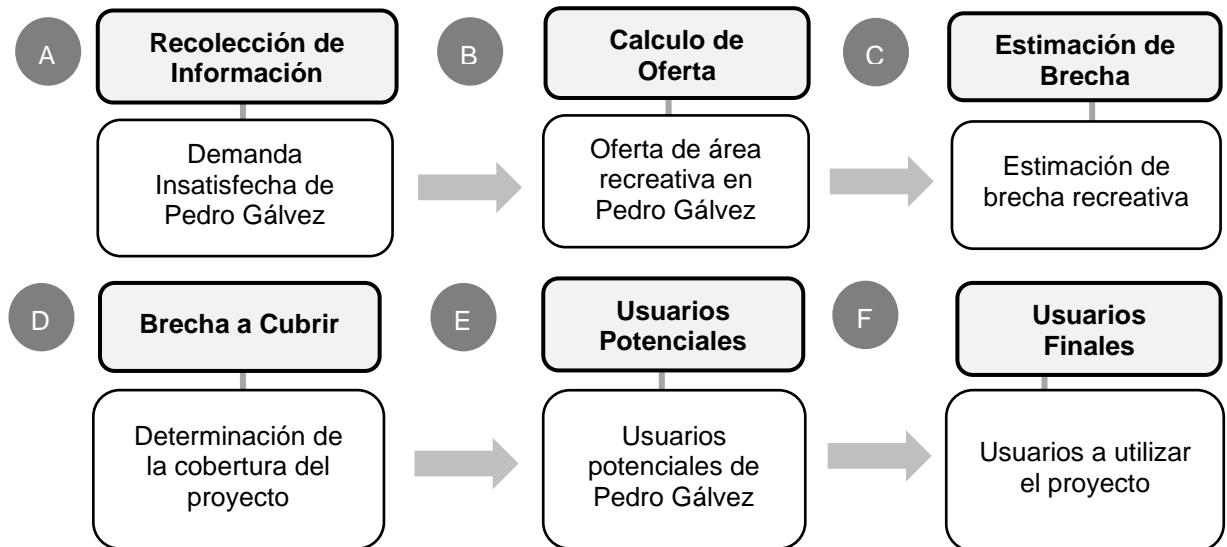 A
Recolección de
Información
Demanda
Insatisfecha de
Pedro Gálvez
B
Calculo de
Oferta
Oferta de área
recreativa en
Pedro Gálvez
C
Estimación de
Brecha
Estimación de
brecha recreativa
D
Brecha a Cubrir
Determinación de
la cobertura del
proyecto
E
Usuarios
Potenciales
Usuarios
potenciales de
Pedro Gálvez
F
Usuarios
Finales
Usuarios a utilizar
el proyecto